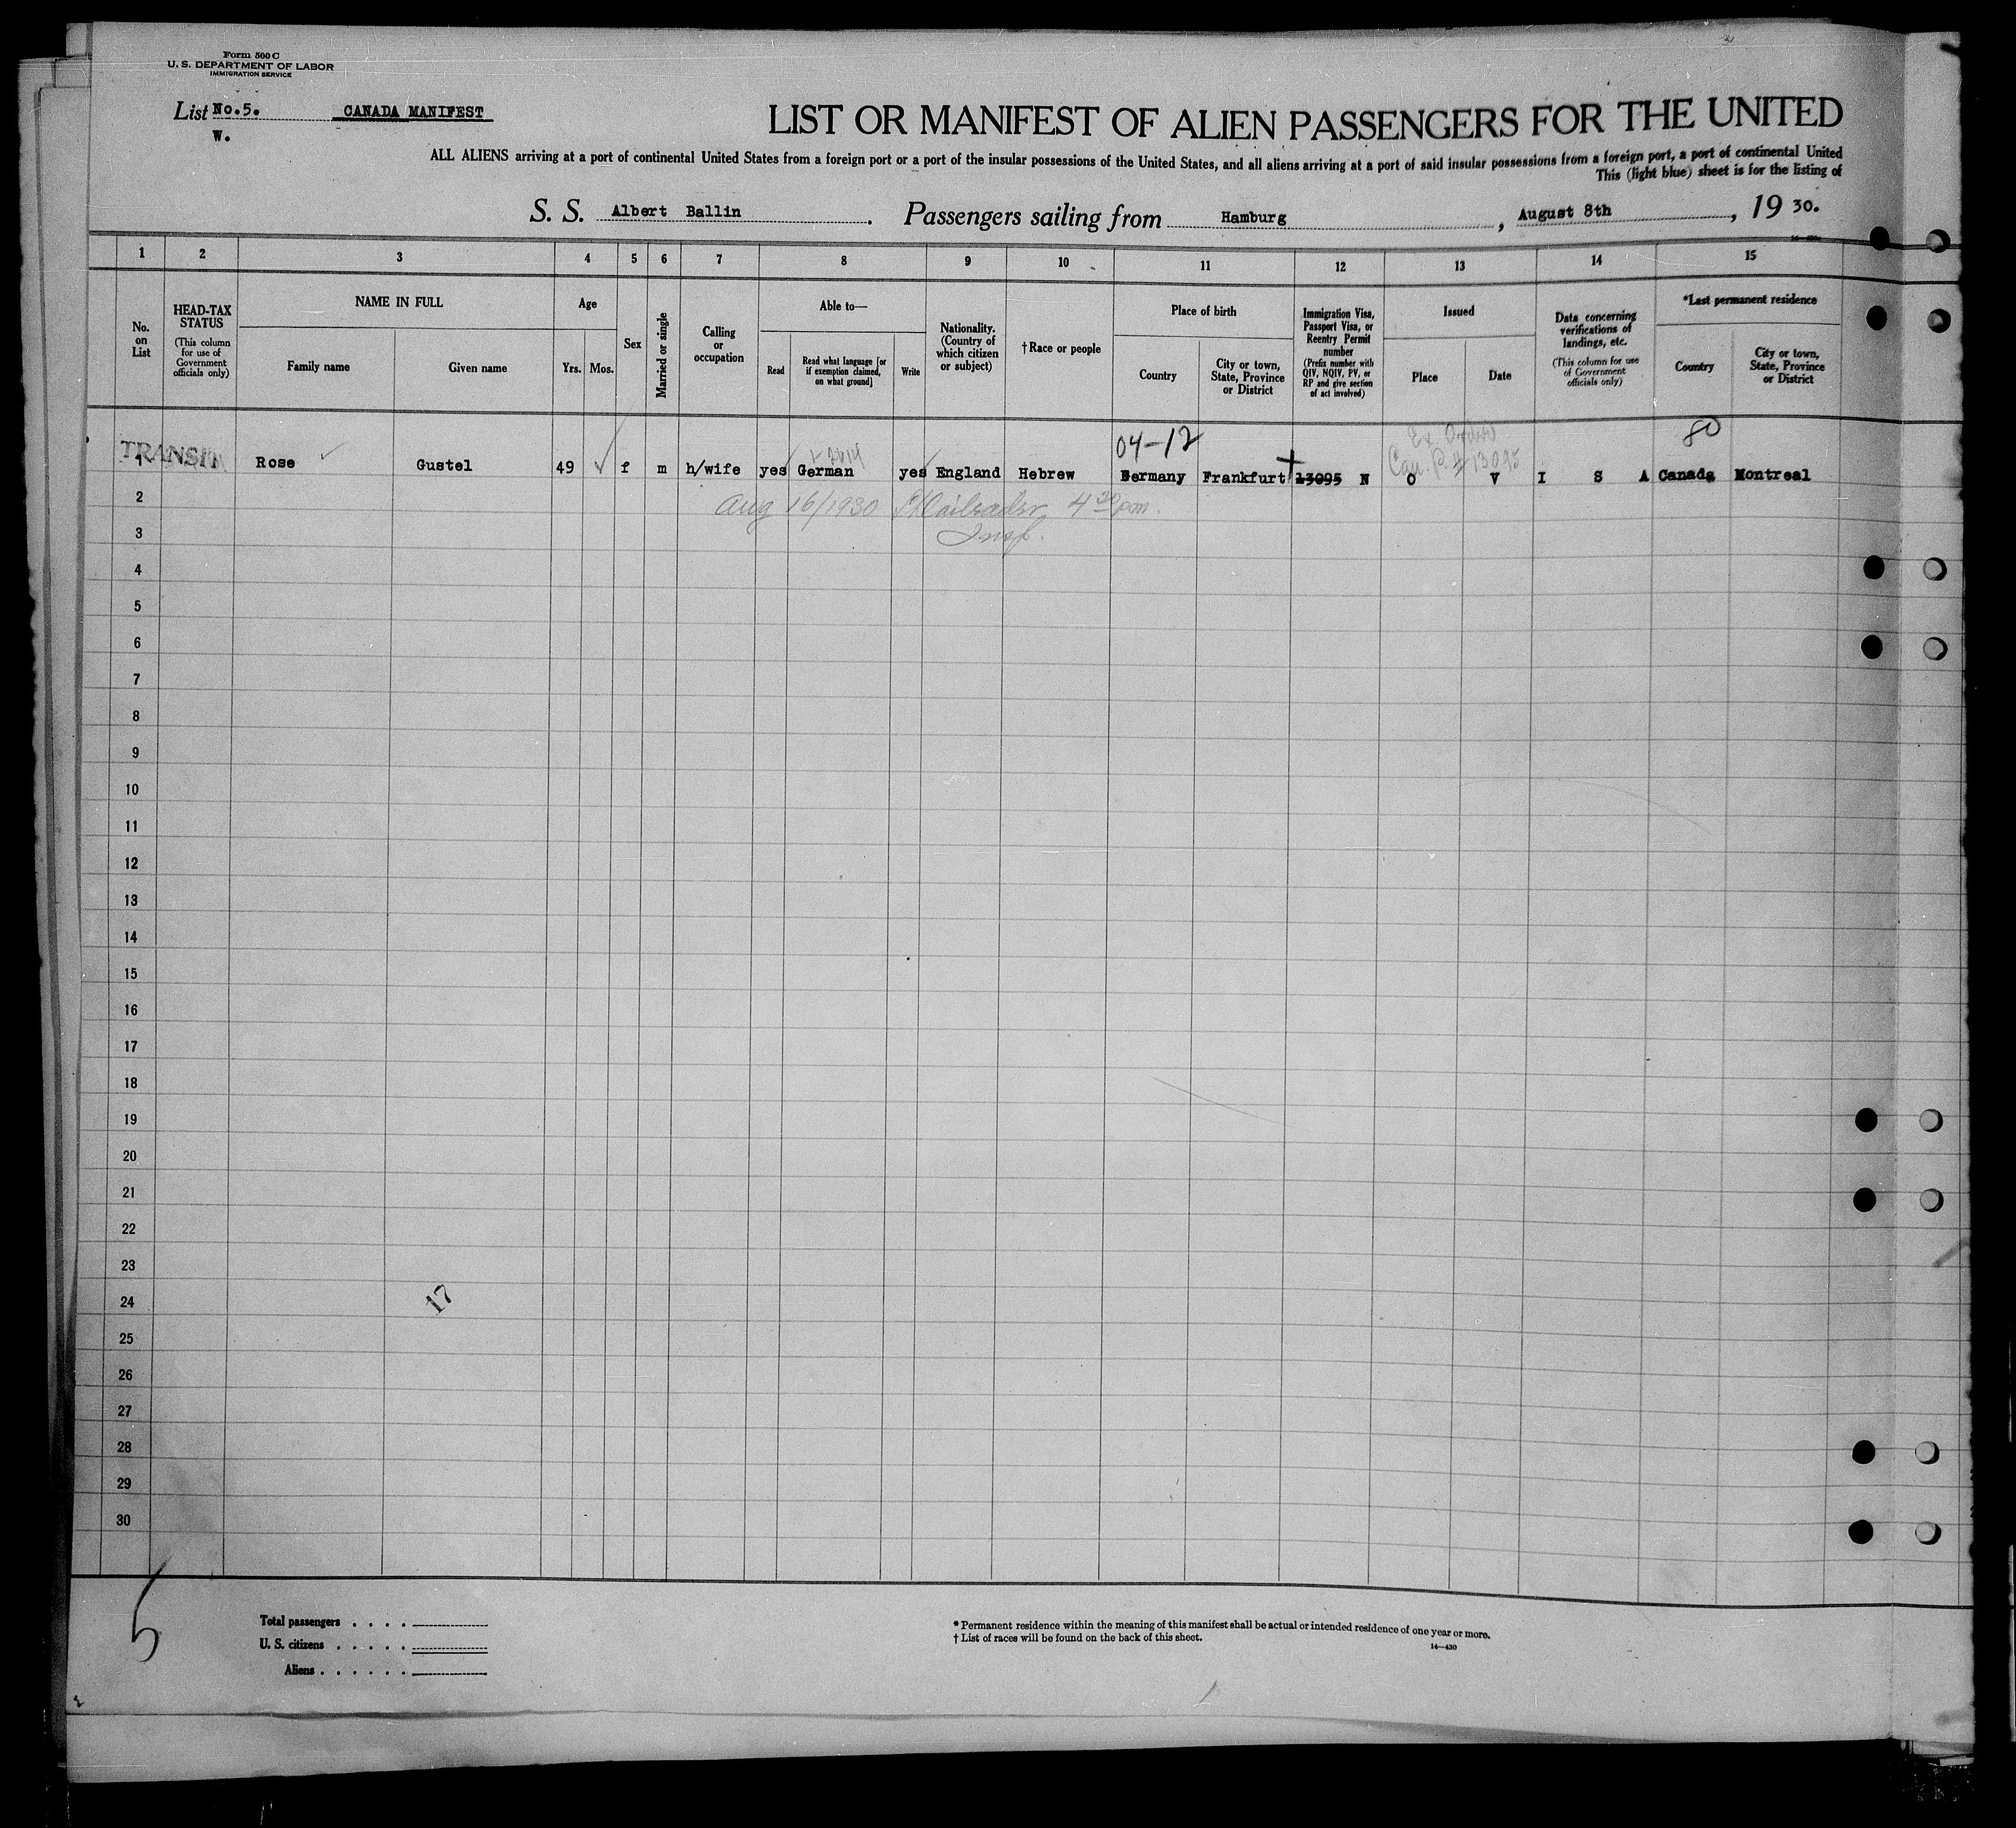 Form 500 C
U. S. DEPARTMENT OF LABOR
IMMIGRATION SERVICE
List No.5. CANADA MANIFEST
W.
LIST OR MANIFEST OF ALIEN PASSENGERS FOR THE UNITED
ALL ALIENS arriving at a port of continental United States from a foreign port or a port of the insular possessions of the United States, and all aliens arriving at a port of said insular possessions from a foreign port, a port of continental United
This (light blue) sheet is for the listing of
S. S. Albert Ballin. Passengers sailing from Hamburg, August 8th, 19 30.
1 2 3 4 5 6 7 8 9 10 11 12 13 14 15
No. on List
HEAD-TAX STATUS (This column for use of Government officials only)
NAME IN FULL
Family name Given name
Age
Yrs. Mos.
Sex
Married or single
Calling or occupation
Able to—
Read Read what language [or if exemption claimed, on what ground] Write
Nationality. (Country of which citizen or subject)
†Race or people
Place of birth
Country City or town, State, Province or District
Immigration Visa, Passport Visa, or Reentry Permit number (Prefix number with QIV, NQIV, PV, or RP and give section of act involved)
Issued
Place Date
Data concerning verifications of landings, etc. (This column for use of Government officials only)
*Last permanent residence
Country City or town, State, Province or District
04-12 80
TRANSIT
Can. P. # 13095
1 Rose Gustel 49 f m h/wife yes German yes England Hebrew Germany Frankfurt 13095 N O V I S A Canada Montreal
2 Aug 16/1930 4 30 pm.
3 Insp.
4
5
6
7
8
9
10
11
12
13
14
15
16
17
18
19
20
21
22
23
24
17
25
26
27
28
29
30
5
Total passengers . . . .
U. S. citizens . . . . .
Aliens . . . . . .
* Permanent residence within the meaning of this manifest shall be actual or intended residence of one year or more.
† List of races will be found on the back of this sheet.
14—430